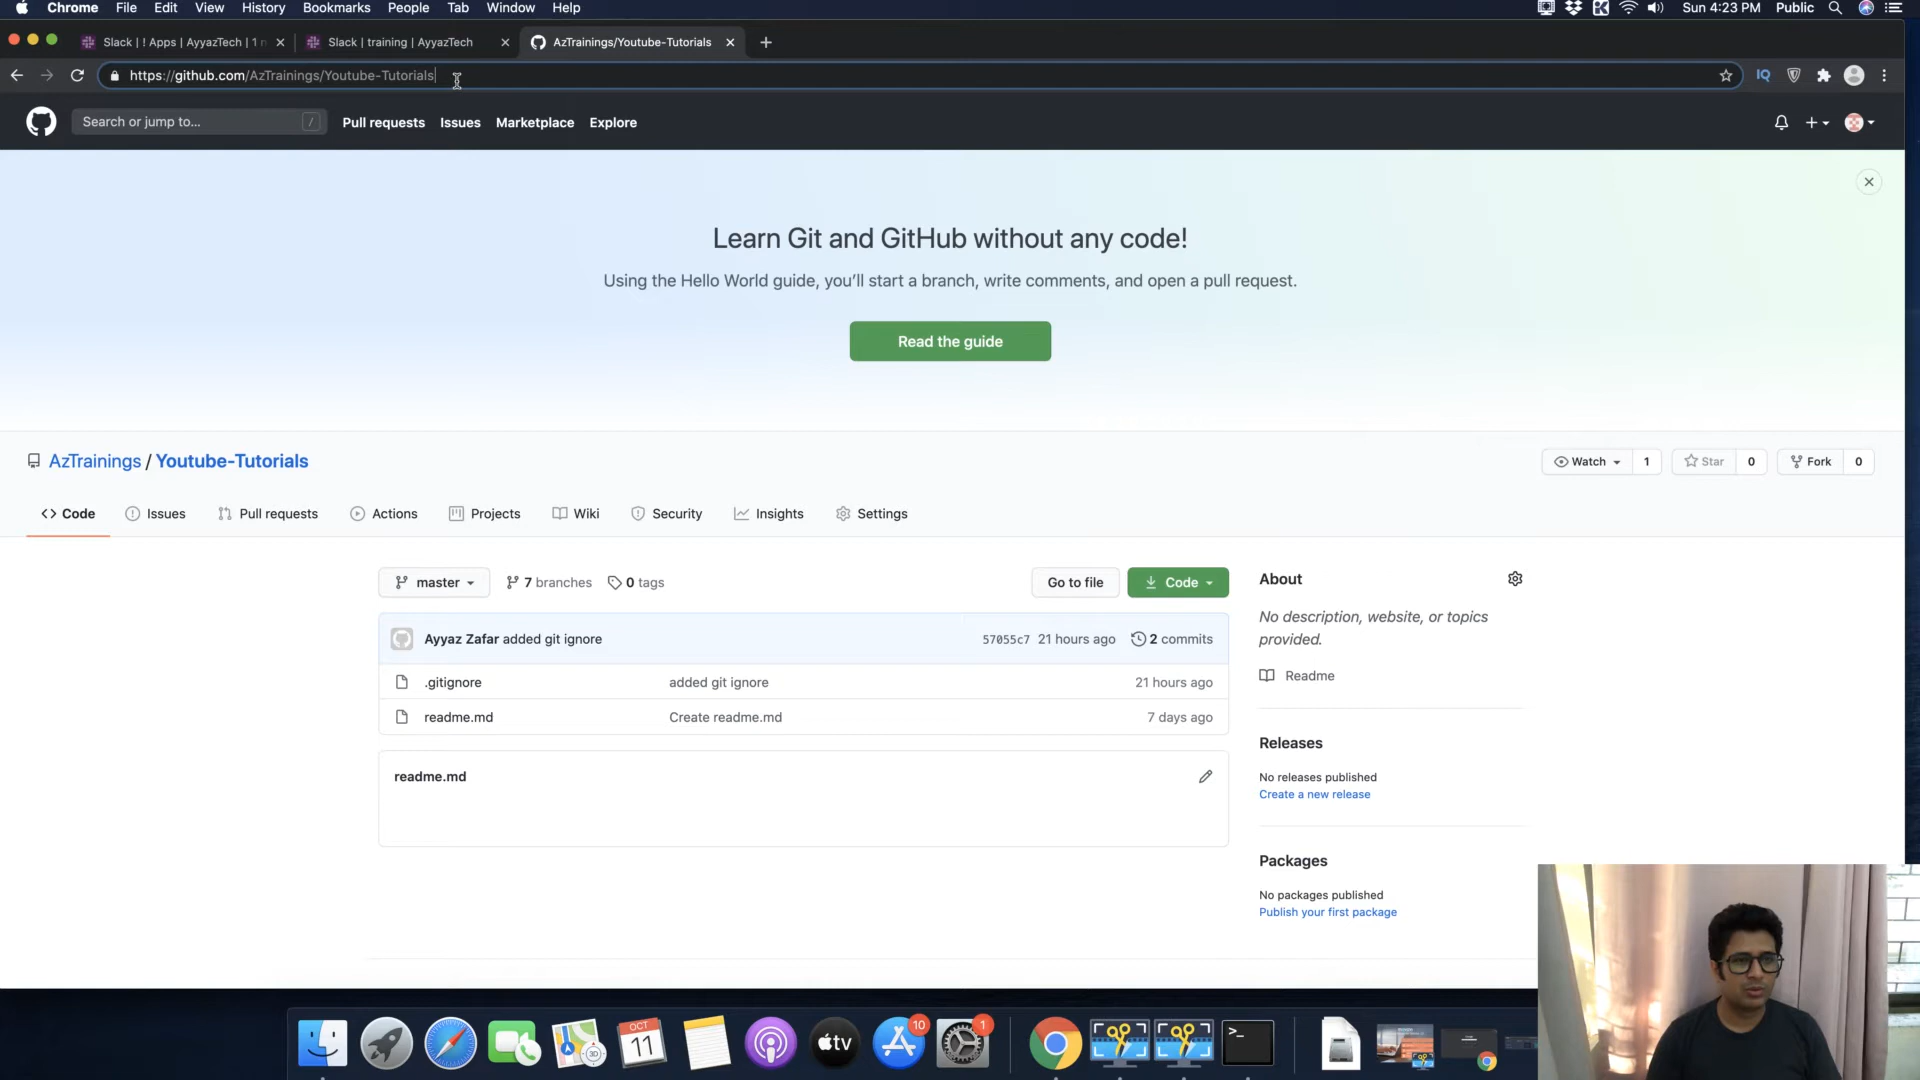 Chrome File Edit View History Bookmarks People Tab Window Help
Sun 4:23 PM Public
Slack | ! Apps | AyyazTech | 1 n
Slack | training | AyyazTech
AzTrainings/Youtube-Tutorials
https://github.com/AzTrainings/Youtube-Tutorials
IQ
Search or jump to... /
Pull requests Issues Marketplace Explore
Learn Git and GitHub without any code!
Using the Hello World guide, you'll start a branch, write comments, and open a pull request.
Read the guide
AzTrainings / Youtube-Tutorials
Watch 1 Star 0 Fork 0
Code Issues Pull requests Actions Projects Wiki Security Insights Settings
master 7 branches 0 tags Go to file Code
Ayyaz Zafar added git ignore 57055c7 21 hours ago 2 commits
.gitignore added git ignore 21 hours ago
readme.md Create readme.md 7 days ago
readme.md
About
No description, website, or topics
provided.
Readme
Releases
No releases published
Create a new release
Packages
No packages published
Publish your first package
OCT
11
3D
tv
10
1
>_